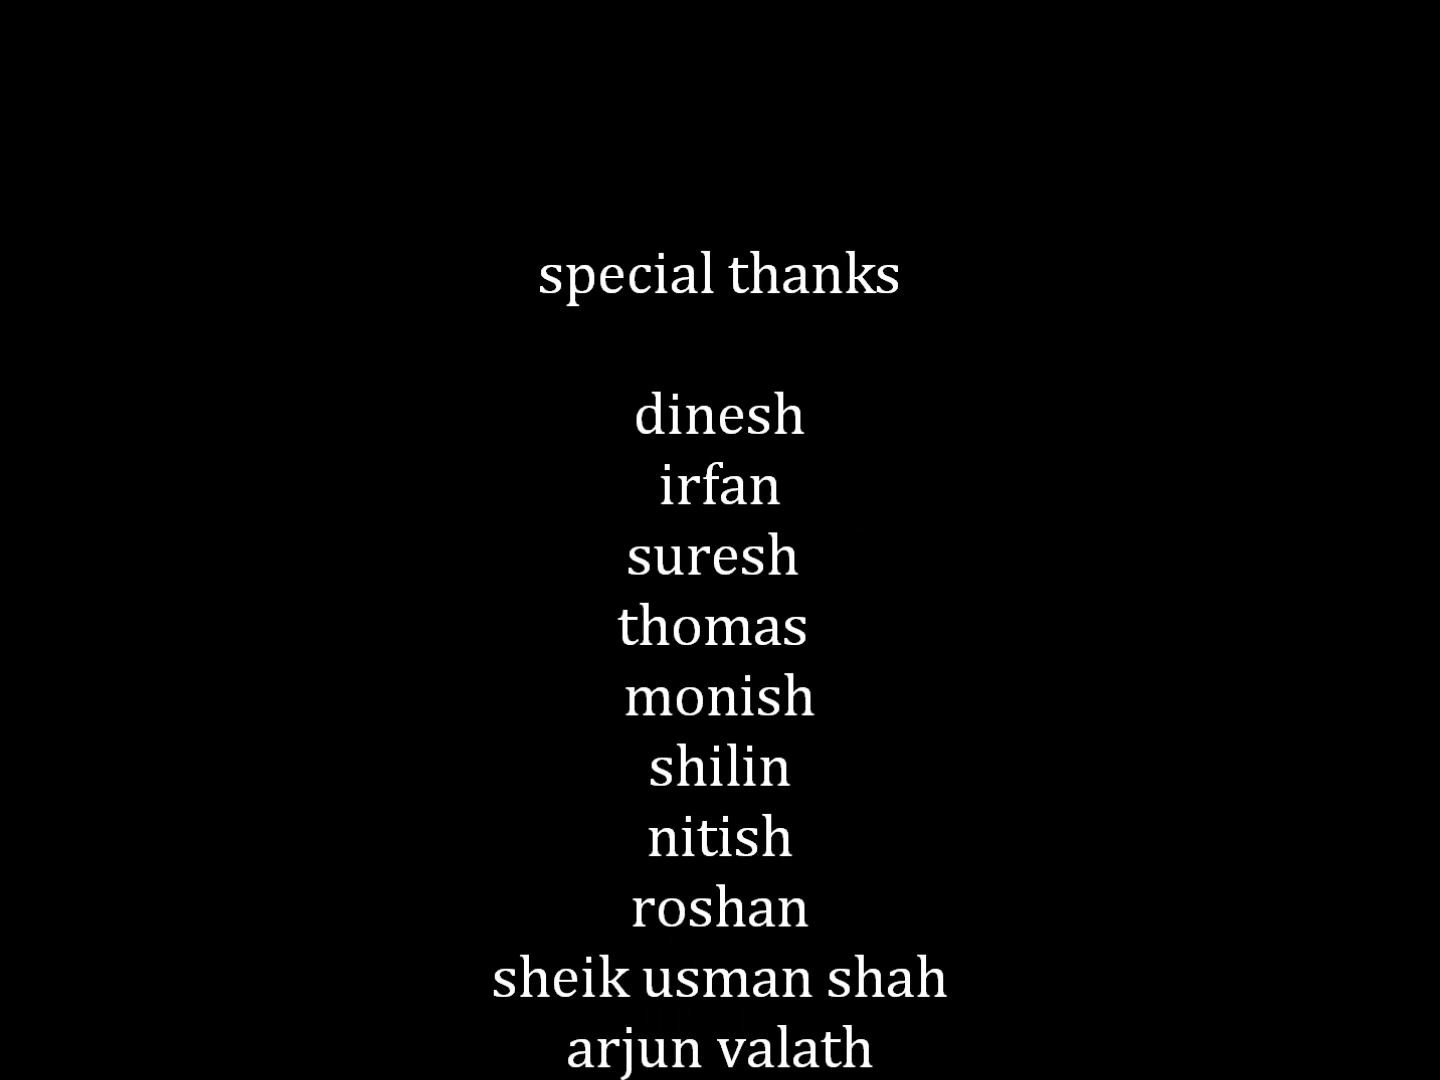 special thanks
dinesh
irfan
suresh
thomas
monish
shilin
nitish
roshan
sheik usman shah
arjun valath